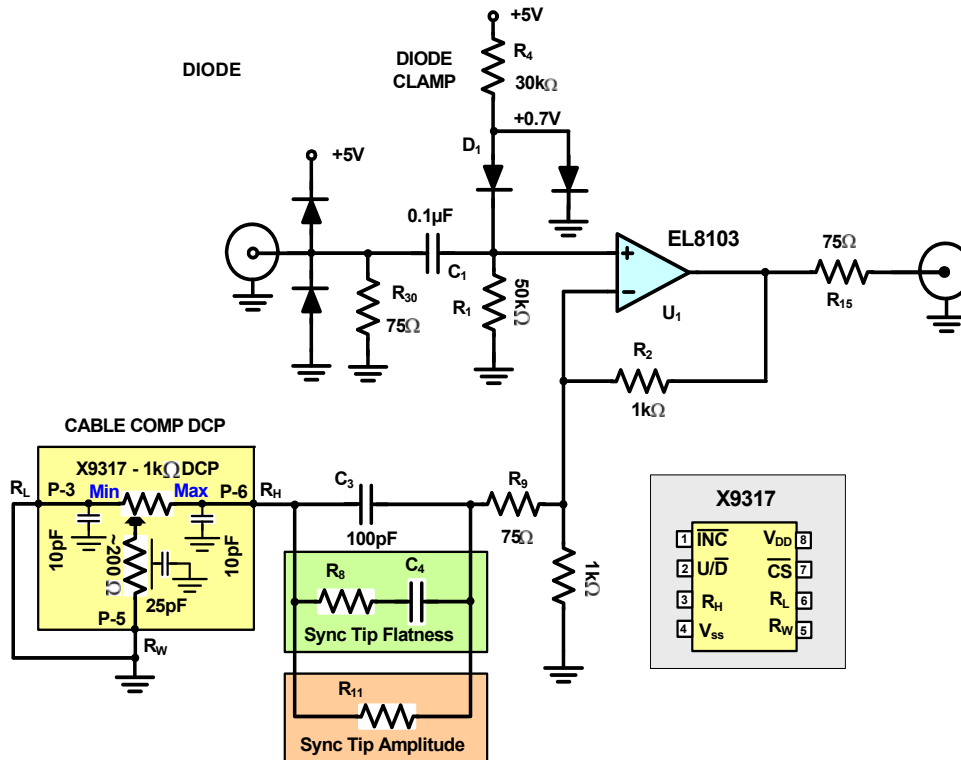 +5V
DIODE
DIODE
CLAMP
R4
30kΩ
+0.7V
D1
+5V
0.1µF
C1
EL8103
75Ω
R15
R30
75Ω
R1
50kΩ
U1
R2
1kΩ
CABLE COMP DCP
X9317 - 1kΩ DCP
RL
P-3
Min
Max
P-6
RH
10pF
~200Ω
10pF
25pF
P-5
RW
C3
100pF
R9
75Ω
R8
C4
Sync Tip Flatness
R11
Sync Tip Amplitude
1kΩ
X9317
1
INC
VDD
8
2
U/D
CS
7
3
RH
RL
6
4
Vss
RW
5